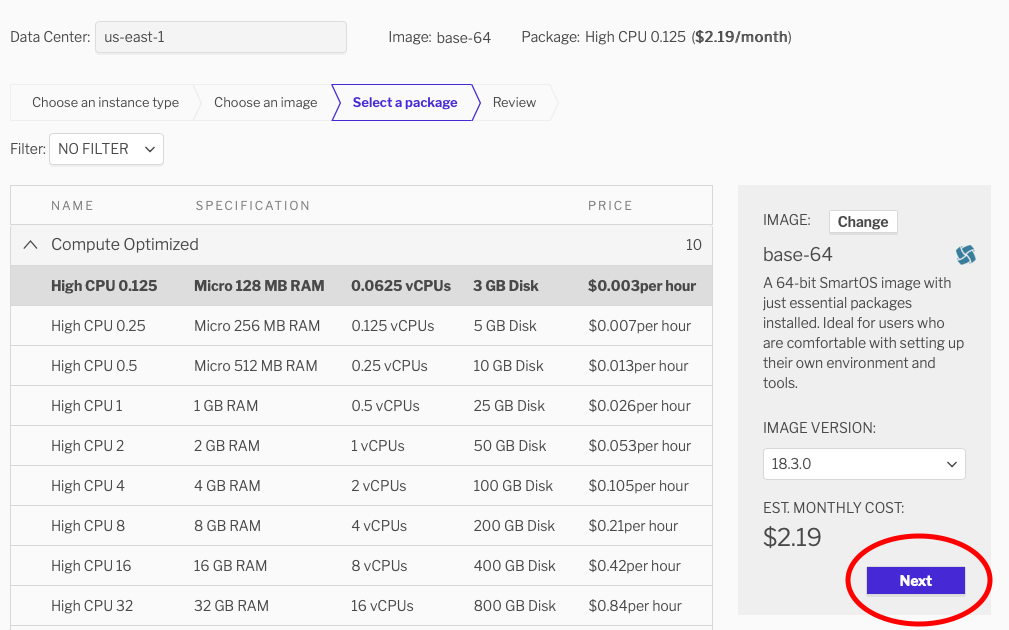 Data Center: us-east-1 Image: base-64 Package: High CPU 0.125 ($2.19/month)
Choose an instance type Choose an image Select a package Review
Filter: NO FILTER
NAME SPECIFICATION PRICE
Compute Optimized 10
High CPU 0.125 Micro 128 MB RAM 0.0625 vCPUs 3 GB Disk $0.003per hour
High CPU 0.25 Micro 256 MB RAM 0.125 vCPUs 5 GB Disk $0.007per hour
High CPU 0.5 Micro 512 MB RAM 0.25 vCPUs 10 GB Disk $0.013per hour
High CPU 1 1 GB RAM 0.5 vCPUs 25 GB Disk $0.026per hour
High CPU 2 2 GB RAM 1 vCPUs 50 GB Disk $0.053per hour
High CPU 4 4 GB RAM 2 vCPUs 100 GB Disk $0.105per hour
High CPU 8 8 GB RAM 4 vCPUs 200 GB Disk $0.21per hour
High CPU 16 16 GB RAM 8 vCPUs 400 GB Disk $0.42per hour
High CPU 32 32 GB RAM 16 vCPUs 800 GB Disk $0.84per hour
IMAGE: Change
base-64
A 64-bit SmartOS image with
just essential packages
installed. Ideal for users who
are comfortable with setting up
their own environment and
tools.
IMAGE VERSION:
18.3.0
EST. MONTHLY COST:
$2.19
Next